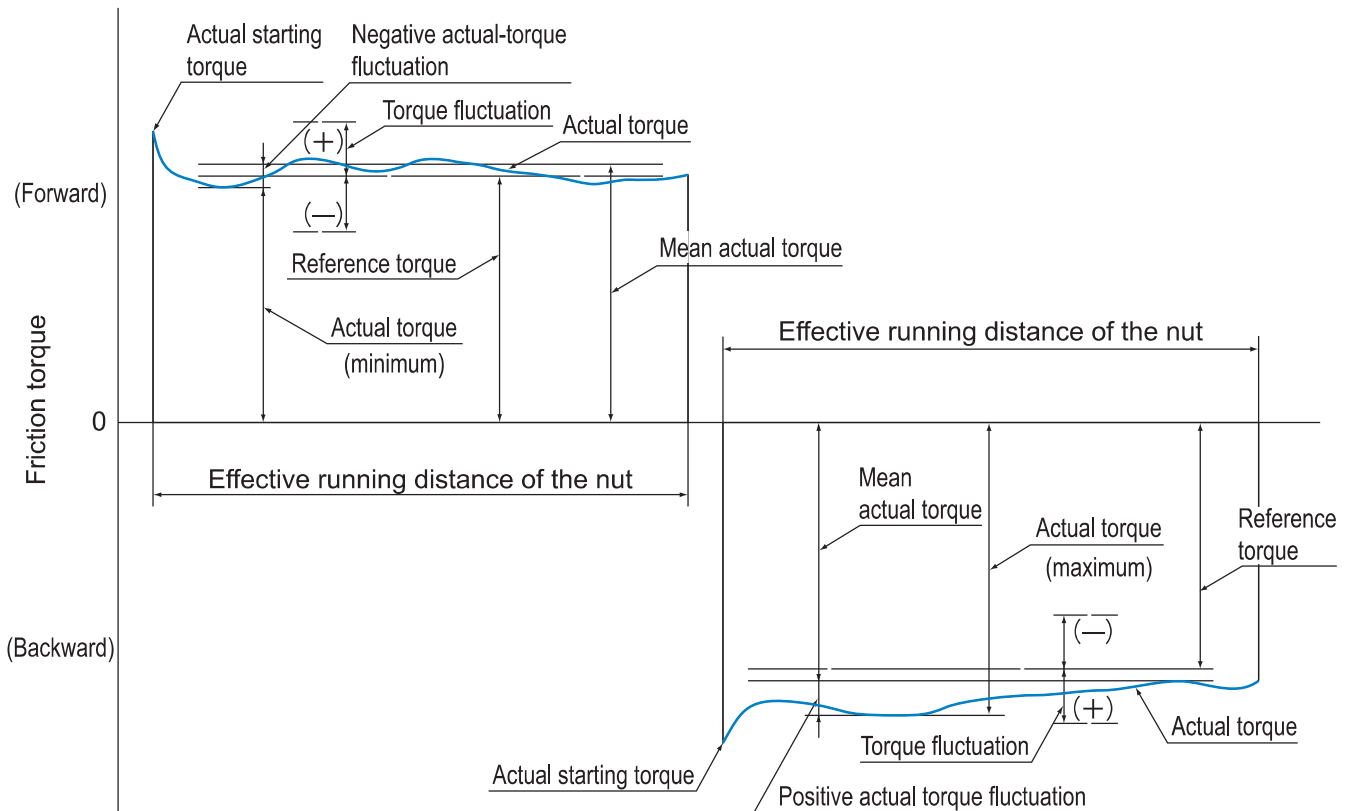 Actual starting
torque
Negative actual-torque
fluctuation
Torque fluctuation
Actual torque
(+)
(Forward)
(—)
Reference torque
Mean actual torque
Actual torque
(minimum)
Effective running distance of the nut
Friction torque
0
Effective running distance of the nut
Mean
actual torque
Actual torque
(maximum)
Reference
torque
(Backward)
(—)
(+)
Actual torque
Torque fluctuation
Actual starting torque
Positive actual torque fluctuation